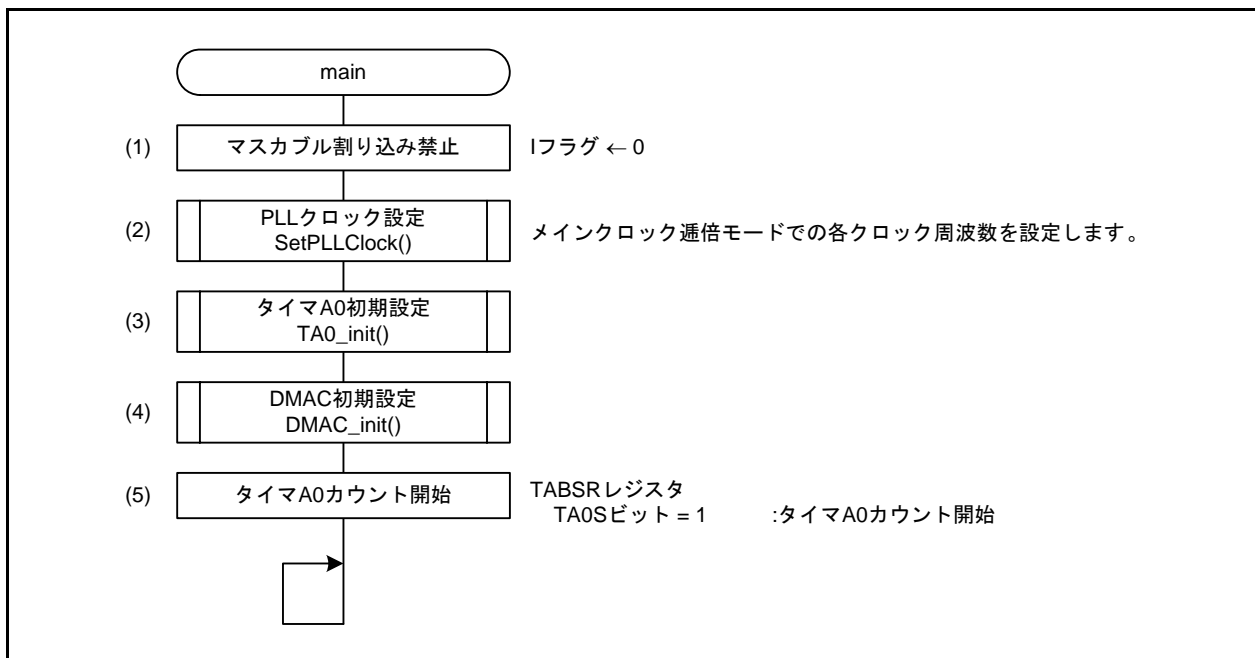 main
(1) マスカブル割り込み禁止 Iフラグ ← 0
(2) PLLクロック設定
SetPLLClock() メインクロック逓倍モードでの各クロック周波数を設定します。
(3) タイマA0初期設定
TA0_init()
(4) DMAC初期設定
DMAC_init()
(5) タイマA0カウント開始 TABSRレジスタ
TA0Sビット = 1 :タイマA0カウント開始